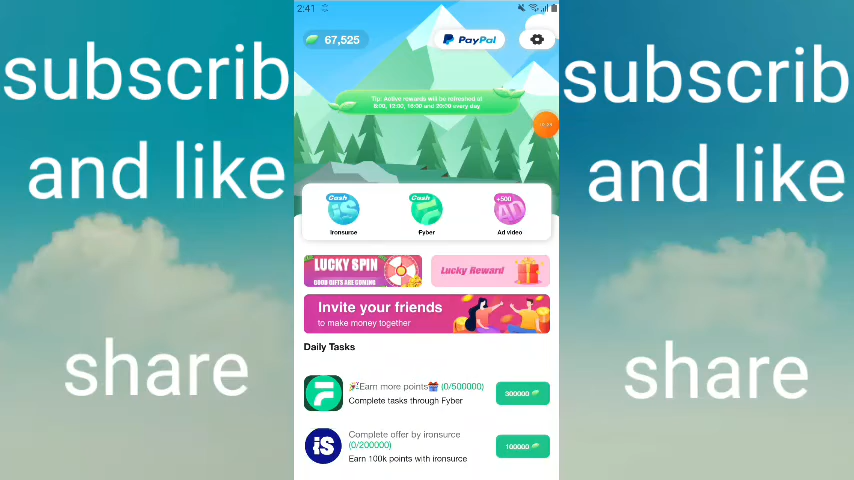 subscrib
and like
share
2:41
67,525
PayPal
Tip: Active rewards will be refreshed at
8:00, 12:00, 16:00 and 20:00 every day
Cash
iS
Ironsurce
Cash
Fyber
+500
AD
Ad video
LUCKY SPIN
GOOD GIFTS ARE COMING
Lucky Reward
Invite your friends
to make money together
Daily Tasks
Earn more points (0/500000)
Complete tasks through Fyber
300000
iS
Complete offer by ironsurce
(0/200000)
Earn 100k points with ironsurce
100000
subscrib
and like
share